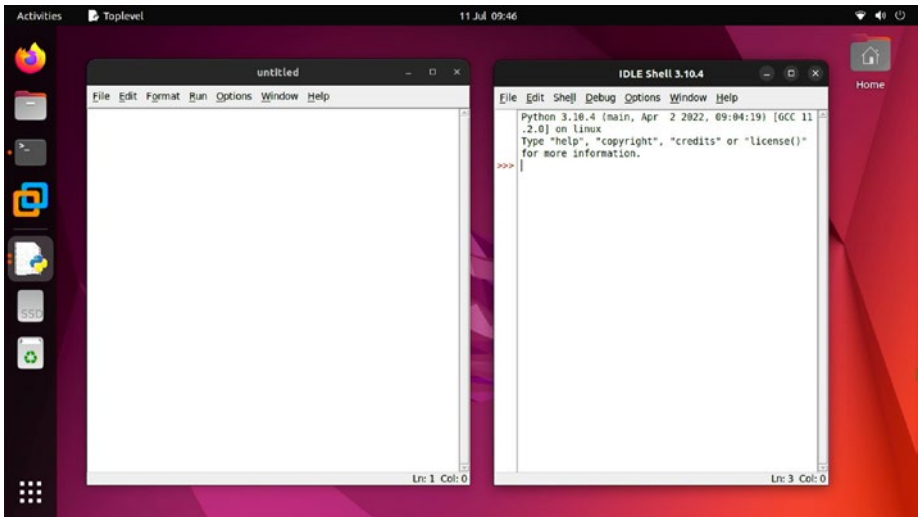 Activities Toplevel 11 Jul 09:46
untitled
File Edit Format Run Options Window Help
Ln: 1 Col: 0
IDLE Shell 3.10.4
File Edit Shell Debug Options Window Help
Python 3.10.4 (main, Apr  2 2022, 09:04:19) [GCC 11
.2.0] on linux
Type "help", "copyright", "credits" or "license()"
for more information.
>>>
Ln: 3 Col: 0
Home
SSD